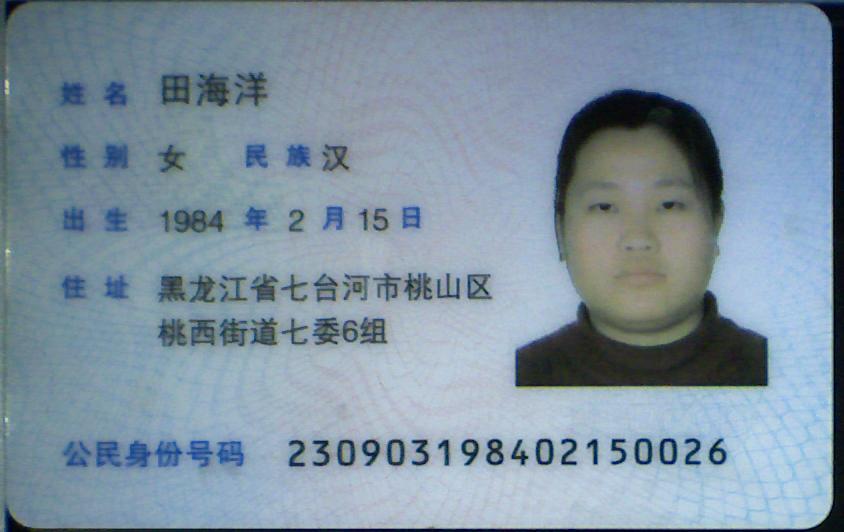 姓名 田海洋
性别 女 民族 汉
出生 1984 年 2 月 15 日
住址 黑龙江省七台河市桃山区
桃西街道七委6组
公民身份号码 230903198402150026